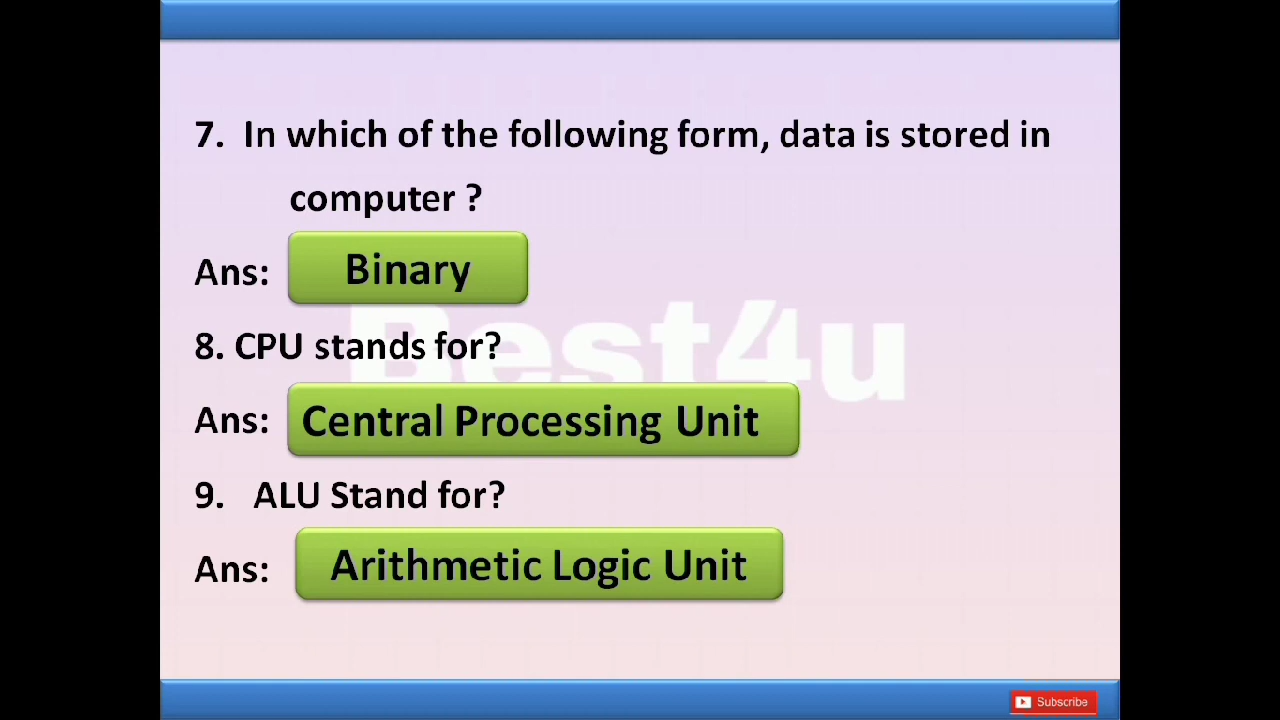 7. In which of the following form, data is stored in
computer ?
Ans: Binary
Best4u
8. CPU stands for?
Ans: Central Processing Unit
9. ALU Stand for?
Ans: Arithmetic Logic Unit
Subscribe